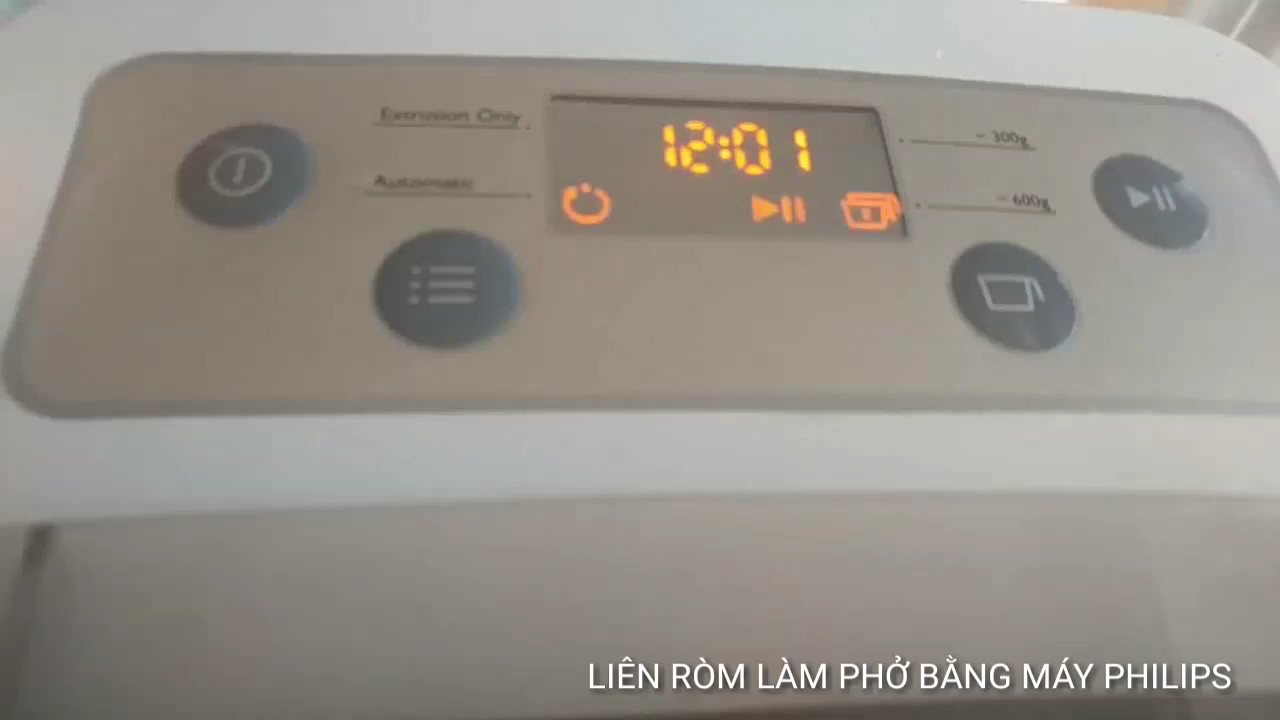 Extrusion Only
Automatic
12:01
300g
600g
LIÊN RÒM LÀM PHỞ BẰNG MÁY PHILIPS